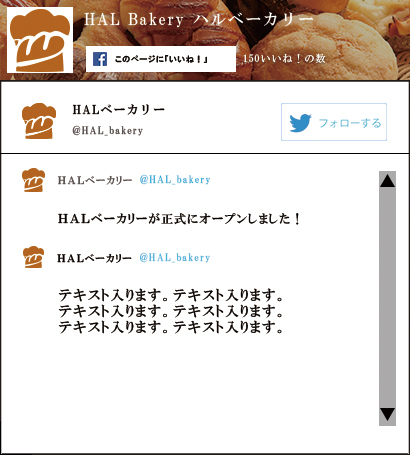 HAL Bakery ハルベーカリー
このページに「いいね！」 150いいね！の数
HALベーカリー
@HAL_bakery
フォローする
HALベーカリー @HAL_bakery
HALベーカリーが正式にオープンしました！
HALベーカリー @HAL_bakery
テキスト入ります。テキスト入ります。
テキスト入ります。テキスト入ります。
テキスト入ります。テキスト入ります。